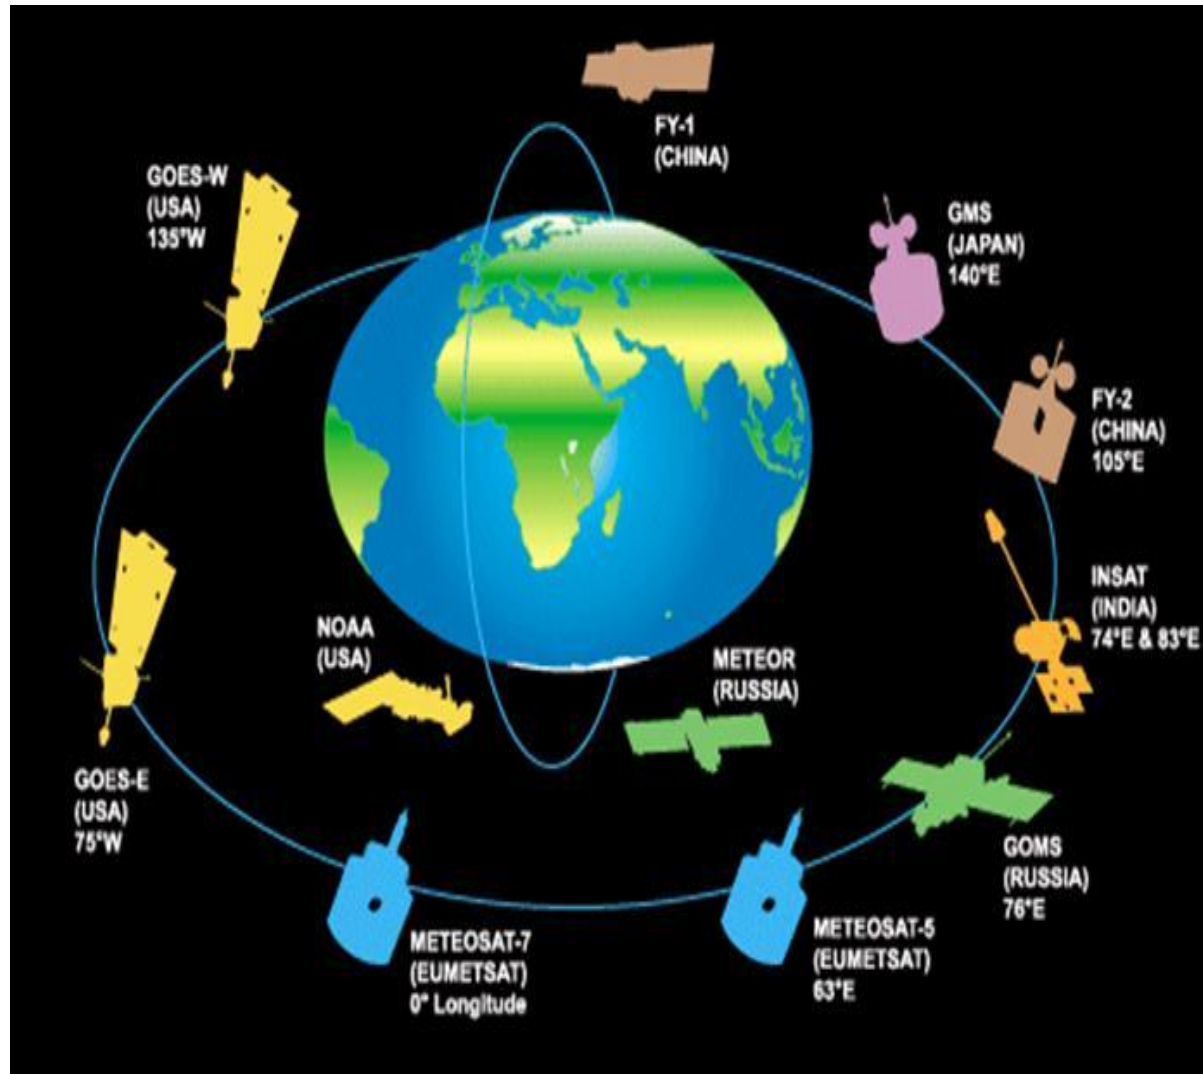 FY-1
(CHINA)
GOES-W
(USA)
135°W
GMS
(JAPAN)
140°E
FY-2
(CHINA)
105°E
INSAT
(INDIA)
74°E & 83°E
NOAA
(USA)
METEOR
(RUSSIA)
GOES-E
(USA)
75°W
GOMS
(RUSSIA)
76°E
METEOSAT-7
(EUMETSAT)
0° Longitude
METEOSAT-5
(EUMETSAT)
63°E